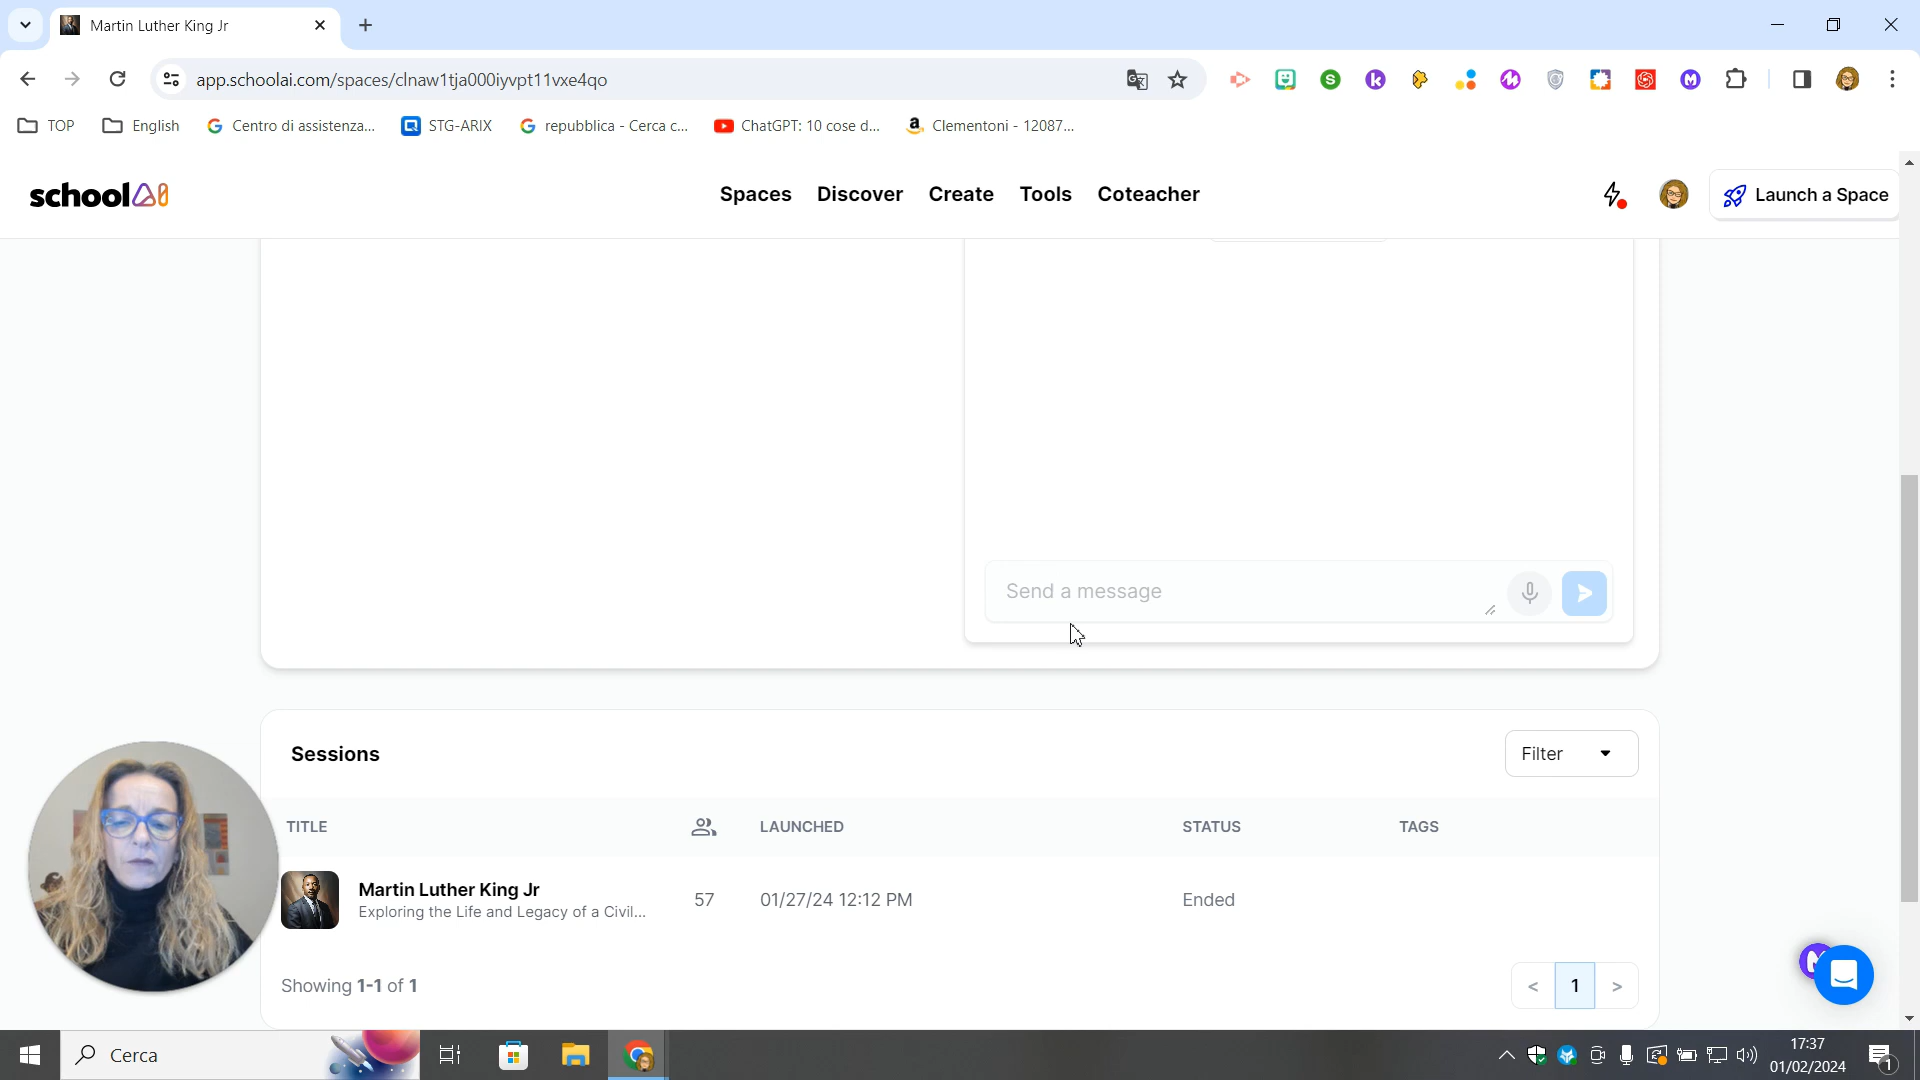 Martin Luther King Jr
app.schoolai.com/spaces/clnaw1tja000iyvpt11vxe4qo
TOP English Centro di assistenza... STG-ARIX repubblica - Cerca c... ChatGPT: 10 cose d... Clementoni - 12087...
schoolAI Spaces Discover Create Tools Coteacher Launch a Space
Send a message
Sessions Filter
TITLE LAUNCHED STATUS TAGS
Martin Luther King Jr 57 01/27/24 12:12 PM Ended
Exploring the Life and Legacy of a Civil...
Showing 1-1 of 1 < 1 >
Cerca
17:37
01/02/2024
1